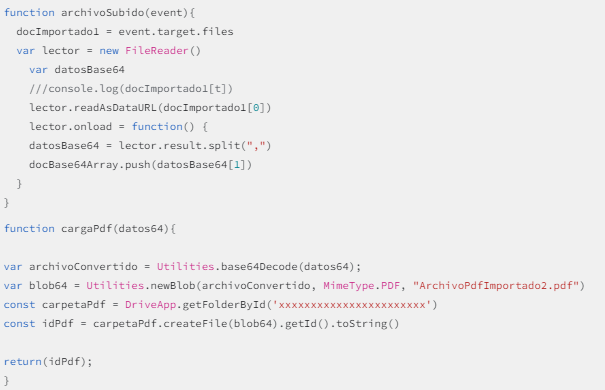 function archivoSubido(event){
  docImportado1 = event.target.files
  var lector = new FileReader()
    var datosBase64
    ///console.log(docImportado1[t])
    lector.readAsDataURL(docImportado1[0])
    lector.onload = function() {
    datosBase64 = lector.result.split(",")
    docBase64Array.push(datosBase64[1])
  }
}
function cargaPdf(datos64){

var archivoConvertido = Utilities.base64Decode(datos64);
var blob64 = Utilities.newBlob(archivoConvertido, MimeType.PDF, "ArchivoPdfImportado2.pdf")
const carpetaPdf = DriveApp.getFolderById('xxxxxxxxxxxxxxxxxxxxxxx')
const idPdf = carpetaPdf.createFile(blob64).getId().toString()

return(idPdf);
}